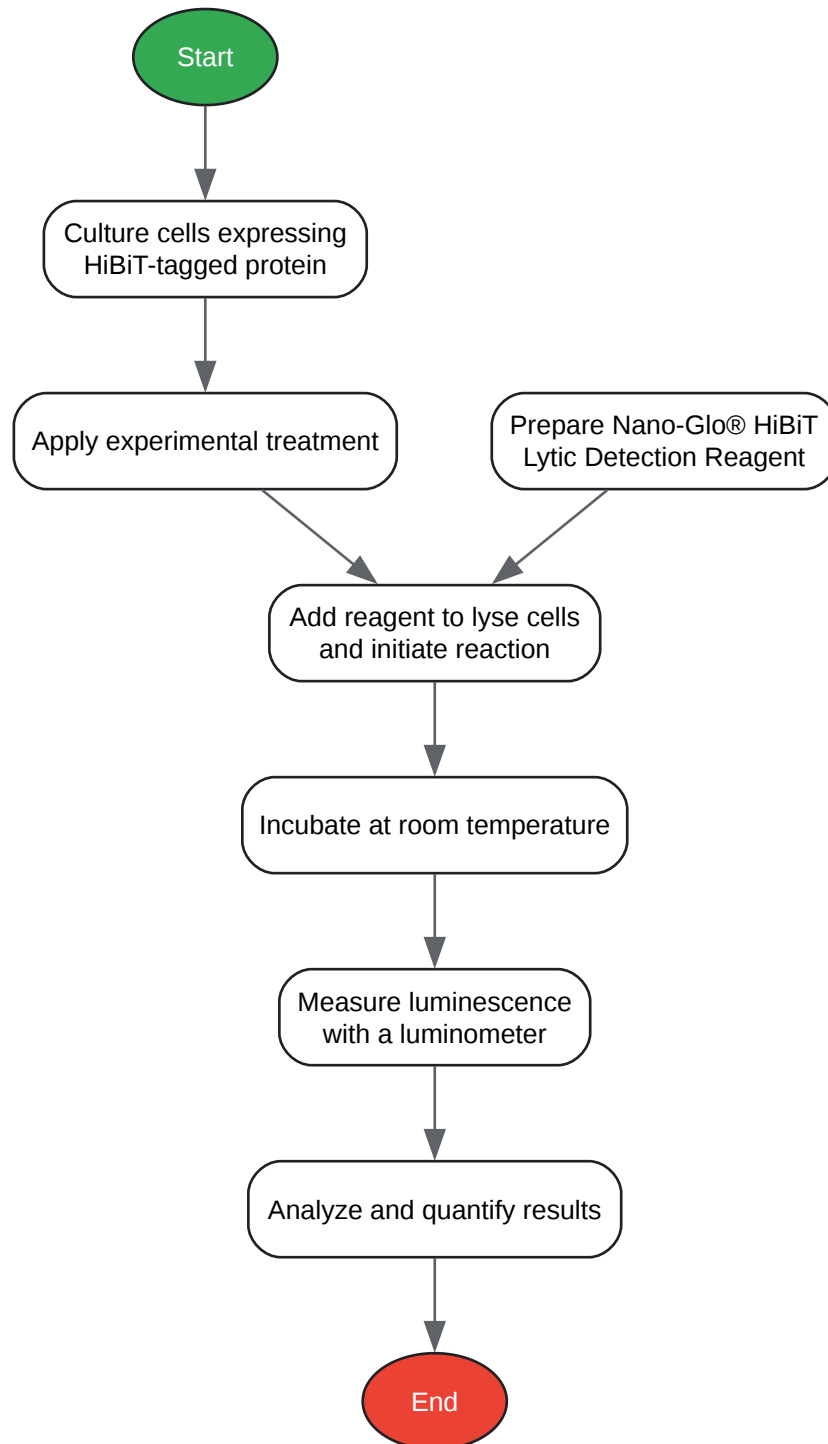 Start
Culture cells expressing
HiBiT-tagged protein
Apply experimental treatment
Prepare Nano-Glo® HiBiT
Lytic Detection Reagent
Add reagent to lyse cells
and initiate reaction
Incubate at room temperature
Measure luminescence
with a luminometer
Analyze and quantify results
End